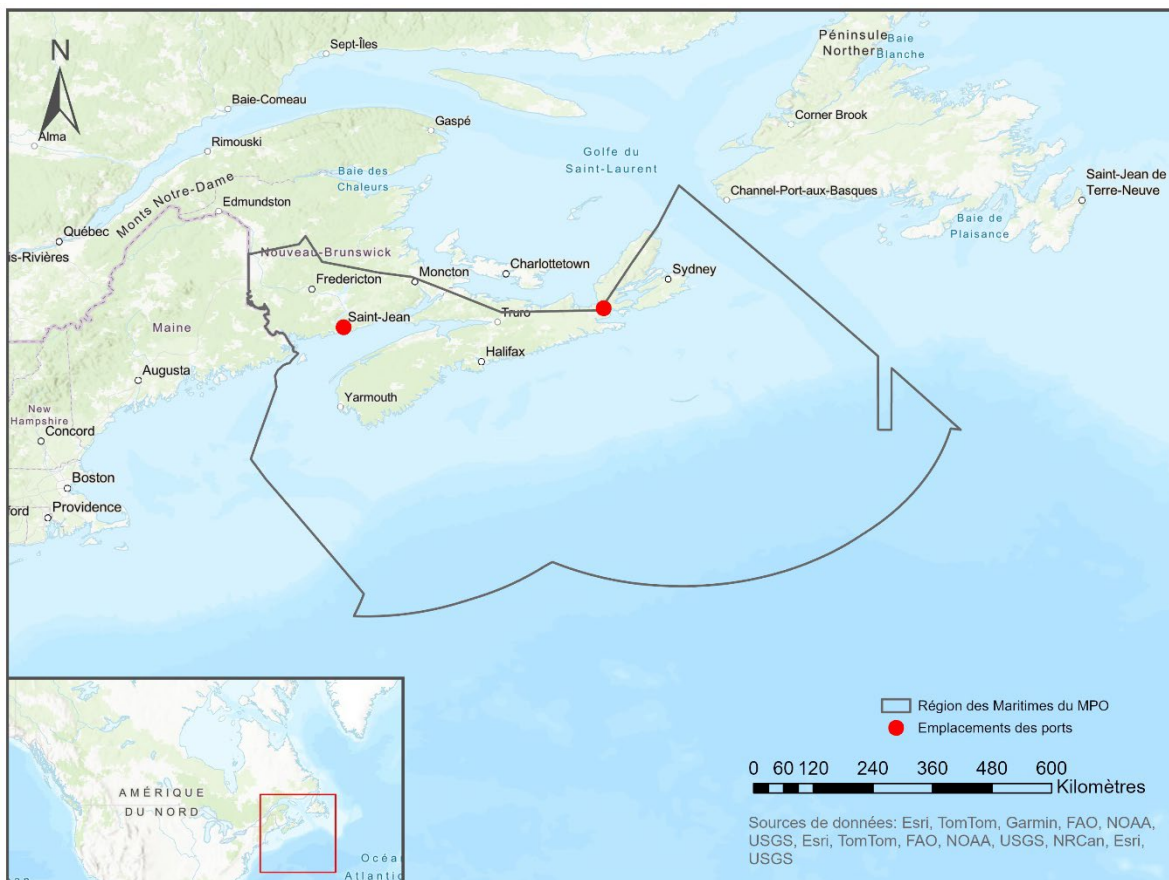 N
Sept-Îles
Péninsule
Northern
Baie
Blanche
Baie-Comeau
Alma
Gaspé
Corner Brook
Rimouski
Golfe du
Saint-Laurent
Baie des
Chaleurs
Monts Notre-Dame
Channel-Port-aux-Basques
Saint-Jean de
Terre-Neuve
Edmundston
Baie de
Plaisance
Québec
is-Rivières
Nouveau-Brunswick
Charlottetown
Moncton
Sydney
Fredericton
Saint-Jean
Truro
Maine
Halifax
Augusta
Yarmouth
New
Hampshire
Concord
Boston
Providence
ford
Région des Maritimes du MPO
Emplacements des ports
0 60 120 240 360 480 600
Kilomètres
Sources de données: Esri, TomTom, Garmin, FAO, NOAA,
USGS, Esri, TomTom, FAO, NOAA, USGS, NRCan, Esri,
USGS
AMÉRIQUE
DU NORD
Océa
Atlanti